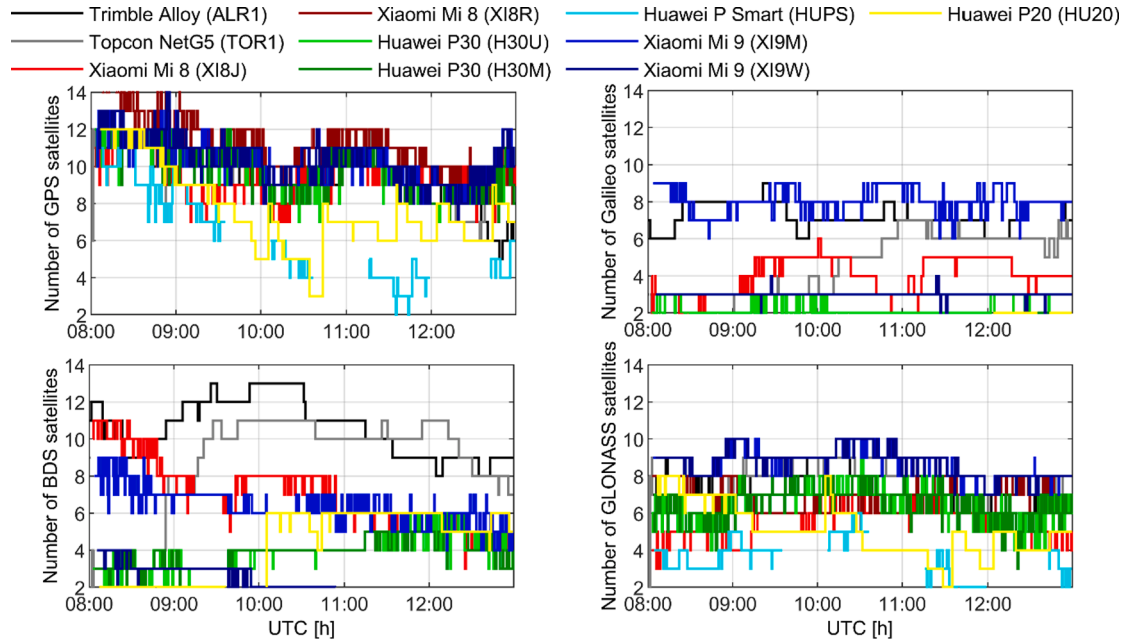 Trimble Alloy (ALR1) Xiaomi Mi 8 (XI8R) Huawei P Smart (HUPS) Huawei P20 (HU20)
Topcon NetG5 (TOR1) Huawei P30 (H30U) Xiaomi Mi 9 (XI9M)
Xiaomi Mi 8 (XI8J) Huawei P30 (H30M) Xiaomi Mi 9 (XI9W)
Number of GPS satellites
14
12
10
8
6
4
2
08:00 09:00 10:00 11:00 12:00
Number of Galileo satellites
14
12
10
8
6
4
2
08:00 09:00 10:00 11:00 12:00
Number of BDS satellites
14
12
10
8
6
4
2
08:00 09:00 10:00 11:00 12:00
UTC [h]
Number of GLONASS satellites
14
12
10
8
6
4
2
08:00 09:00 10:00 11:00 12:00
UTC [h]